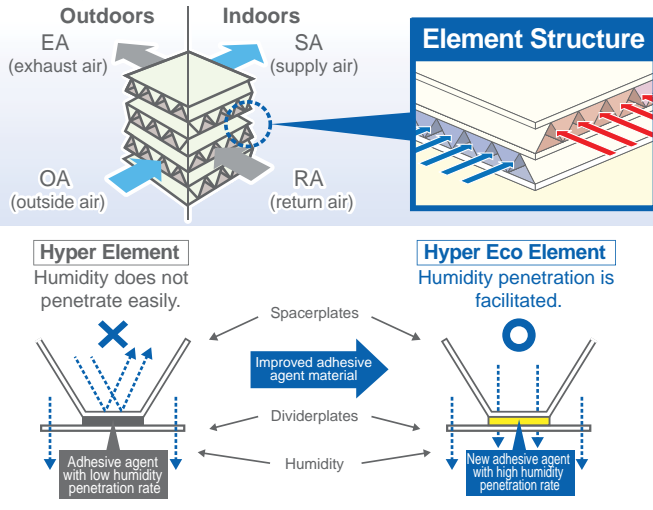 Outdoors
Indoors
EA
(exhaust air)
SA
(supply air)
OA
(outside air)
RA
(return air)
Element Structure
Hyper Element
Humidity does not
penetrate easily.
Hyper Eco Element
Humidity penetration is
facilitated.
Spacerplates
Improved adhesive
agent material
Dividerplates
Humidity
Adhesive agent
with low humidity
penetration rate
New adhesive agent
with high humidity
penetration rate